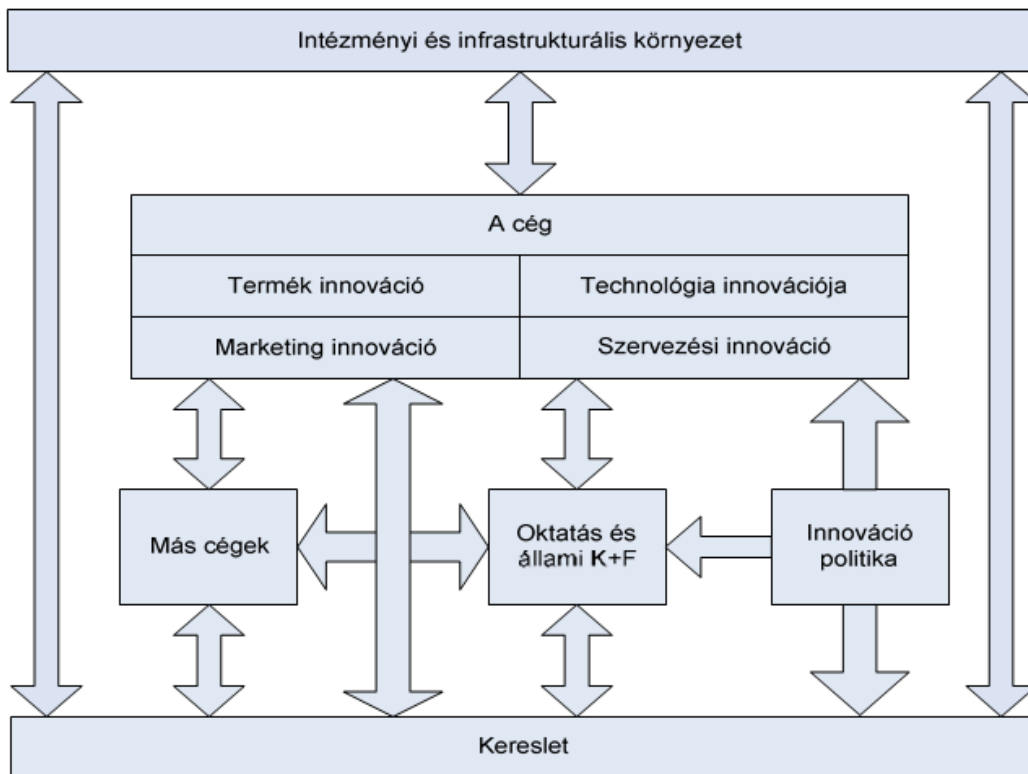 Intézményi és infrastrukturális környezet
A cég
Termék innováció
Technológia innovációja
Marketing innováció
Szervezési innováció
Más cégek
Oktatás és
állami K+F
Innováció
politika
Kereslet